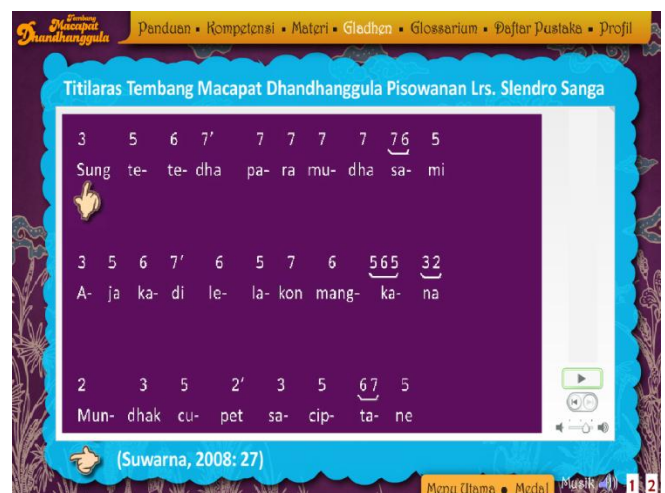 Tembang
Macapat
Dhandhanggula
Panduan • Kompetensi • Materi • Gladhen • Glossarium • Daftar Pustaka • Profil
Titilaras Tembang Macapat Dhandhanggula Pisowanan Lrs. Slendro Sanga
3 5 6 7′ 7 7 7 7 76 5
Sung te- te- dha pa- ra mu- dha sa- mi
3 5 6 7′ 6 5 7 6 565 32
A- ja ka- di le- la- kon mang- ka- na
2 3 5 2′ 3 5 67 5
Mun- dhak cu- pet sa- cip- ta- ne
(Suwarna, 2008: 27)
Menu Utama • Medal Musik 1 2